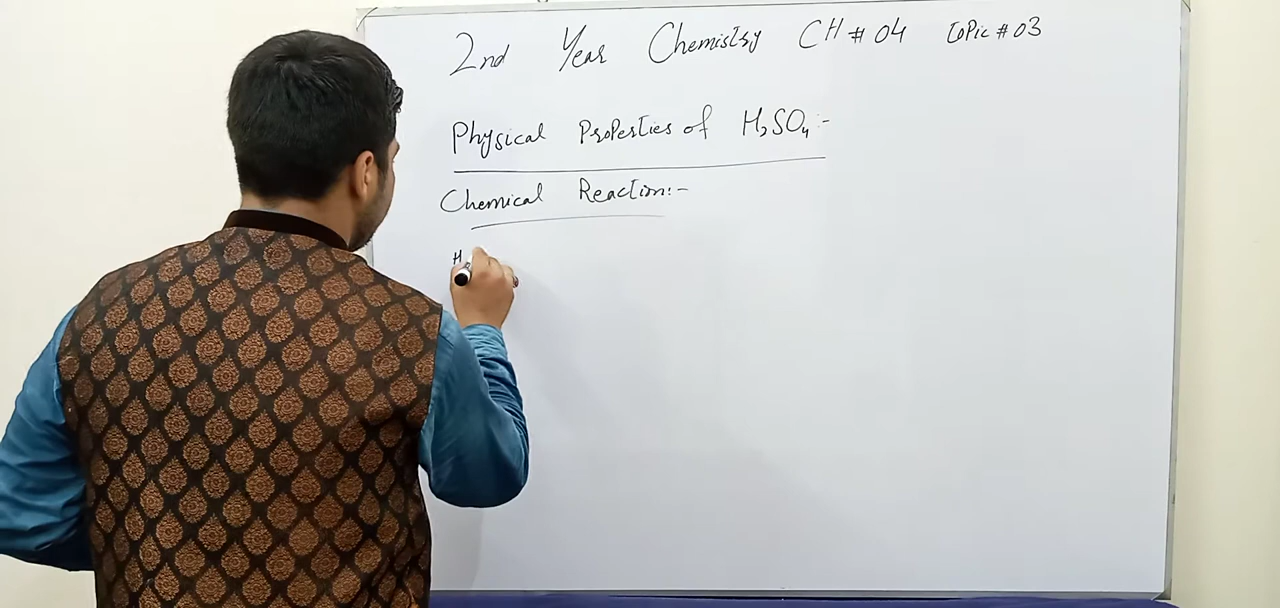 2nd Year Chemistry CH # 04 Topic # 03
Physical Properties of H₂SO₄:-
Chemical Reaction:-
H